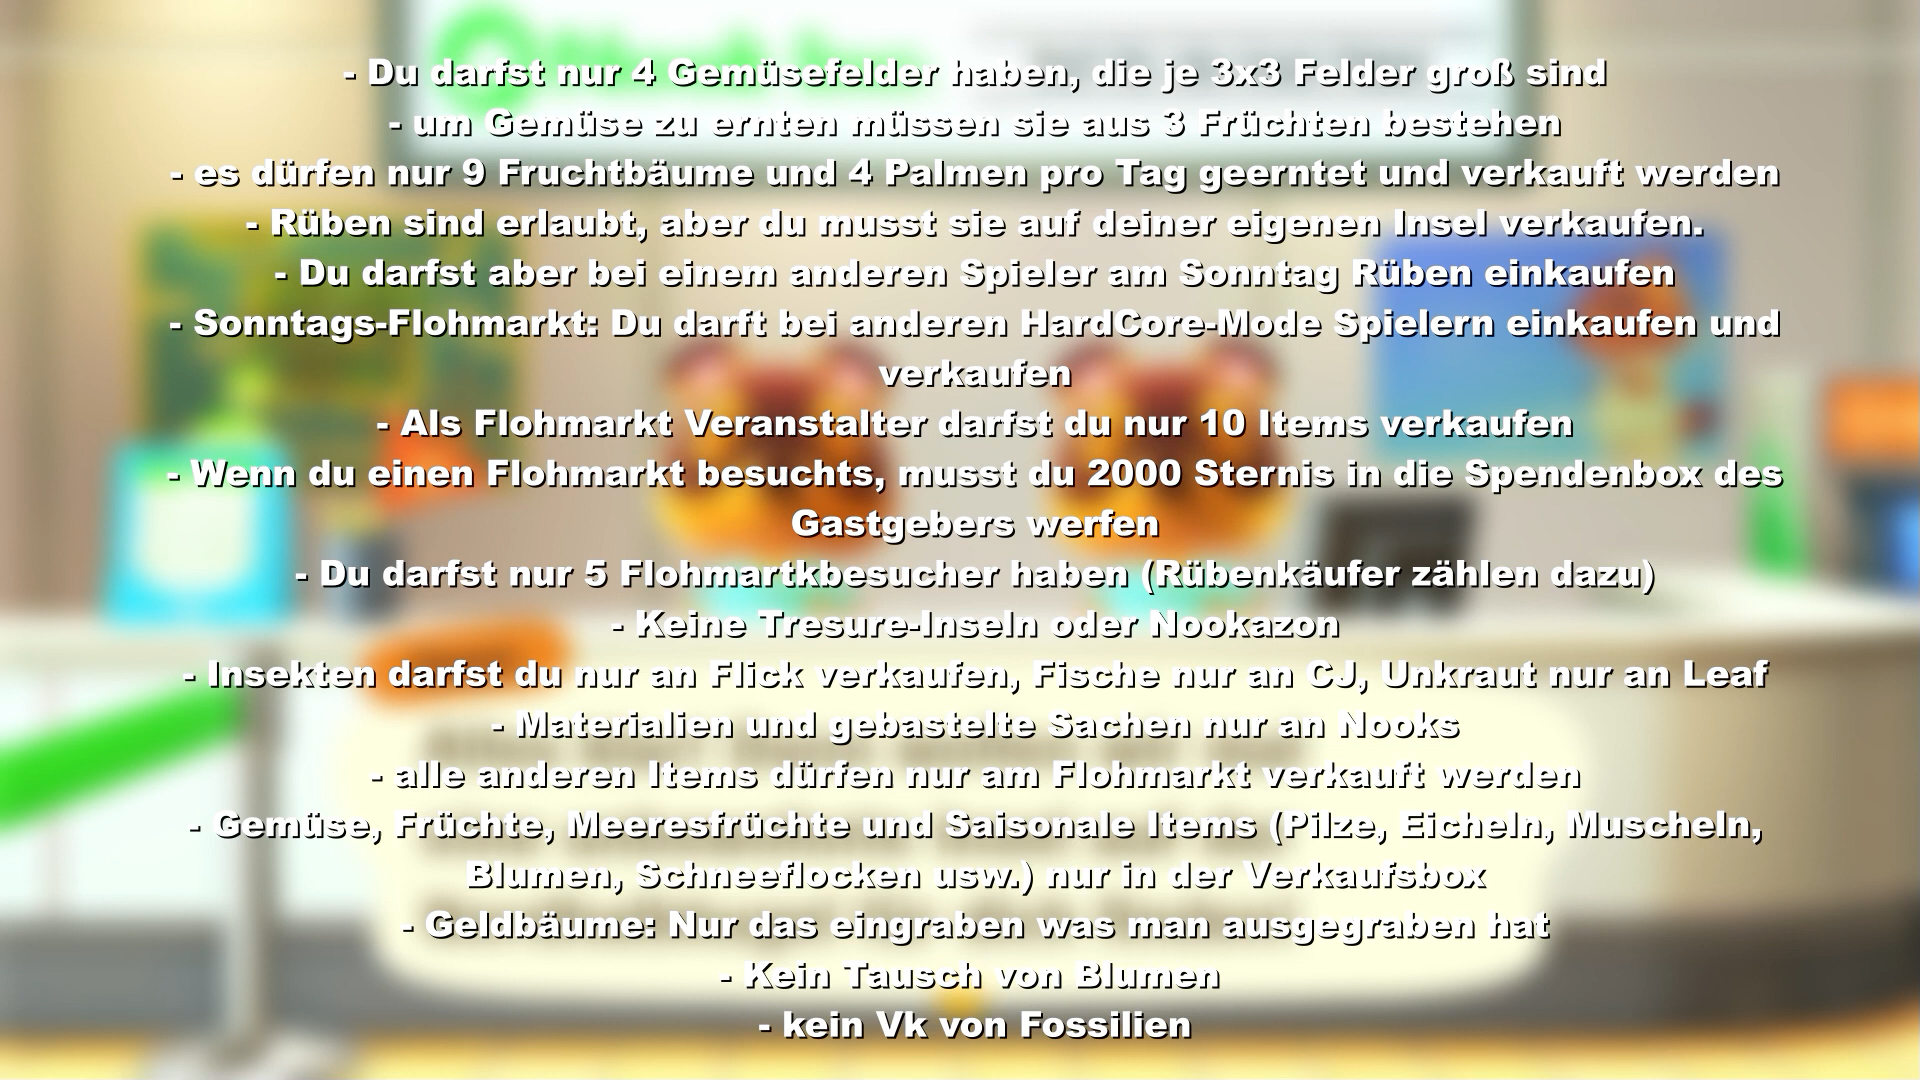 - Du darfst nur 4 Gemüsefelder haben, die je 3x3 Felder groß sind
- um Gemüse zu ernten müssen sie aus 3 Früchten bestehen
- es dürfen nur 9 Fruchtbäume und 4 Palmen pro Tag geerntet und verkauft werden
- Rüben sind erlaubt, aber du musst sie auf deiner eigenen Insel verkaufen.
- Du darfst aber bei einem anderen Spieler am Sonntag Rüben einkaufen
- Sonntags-Flohmarkt: Du darft bei anderen HardCore-Mode Spielern einkaufen und
verkaufen
- Als Flohmarkt Veranstalter darfst du nur 10 Items verkaufen
- Wenn du einen Flohmarkt besuchts, musst du 2000 Sternis in die Spendenbox des
Gastgebers werfen
- Du darfst nur 5 Flohmartkbesucher haben (Rübenkäufer zählen dazu)
- Keine Tresure-Inseln oder Nookazon
- Insekten darfst du nur an Flick verkaufen, Fische nur an CJ, Unkraut nur an Leaf
- Materialien und gebastelte Sachen nur an Nooks
- alle anderen Items dürfen nur am Flohmarkt verkauft werden
- Gemüse, Früchte, Meeresfrüchte und Saisonale Items (Pilze, Eicheln, Muscheln,
Blumen, Schneeflocken usw.) nur in der Verkaufsbox
- Geldbäume: Nur das eingraben was man ausgegraben hat
- Kein Tausch von Blumen
- kein Vk von Fossilien